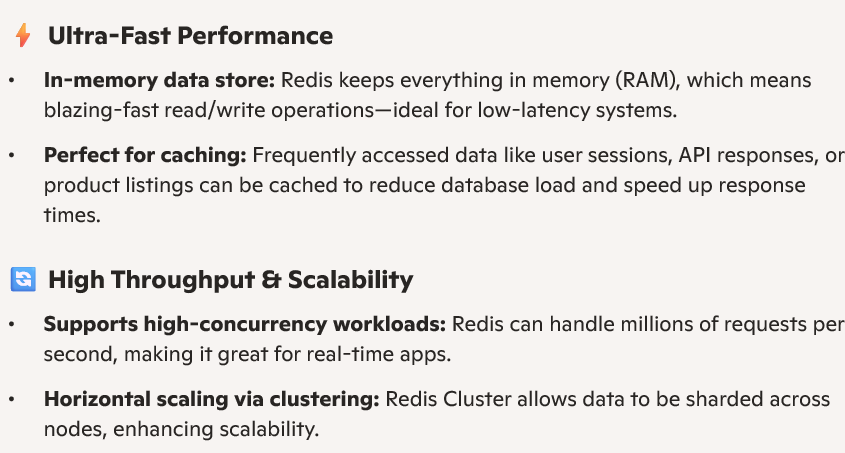 ⚡ Ultra-Fast Performance
• In-memory data store: Redis keeps everything in memory (RAM), which means
blazing-fast read/write operations—ideal for low-latency systems.
• Perfect for caching: Frequently accessed data like user sessions, API responses, or
product listings can be cached to reduce database load and speed up response
times.
🔄 High Throughput & Scalability
• Supports high-concurrency workloads: Redis can handle millions of requests per
second, making it great for real-time apps.
• Horizontal scaling via clustering: Redis Cluster allows data to be sharded across
nodes, enhancing scalability.